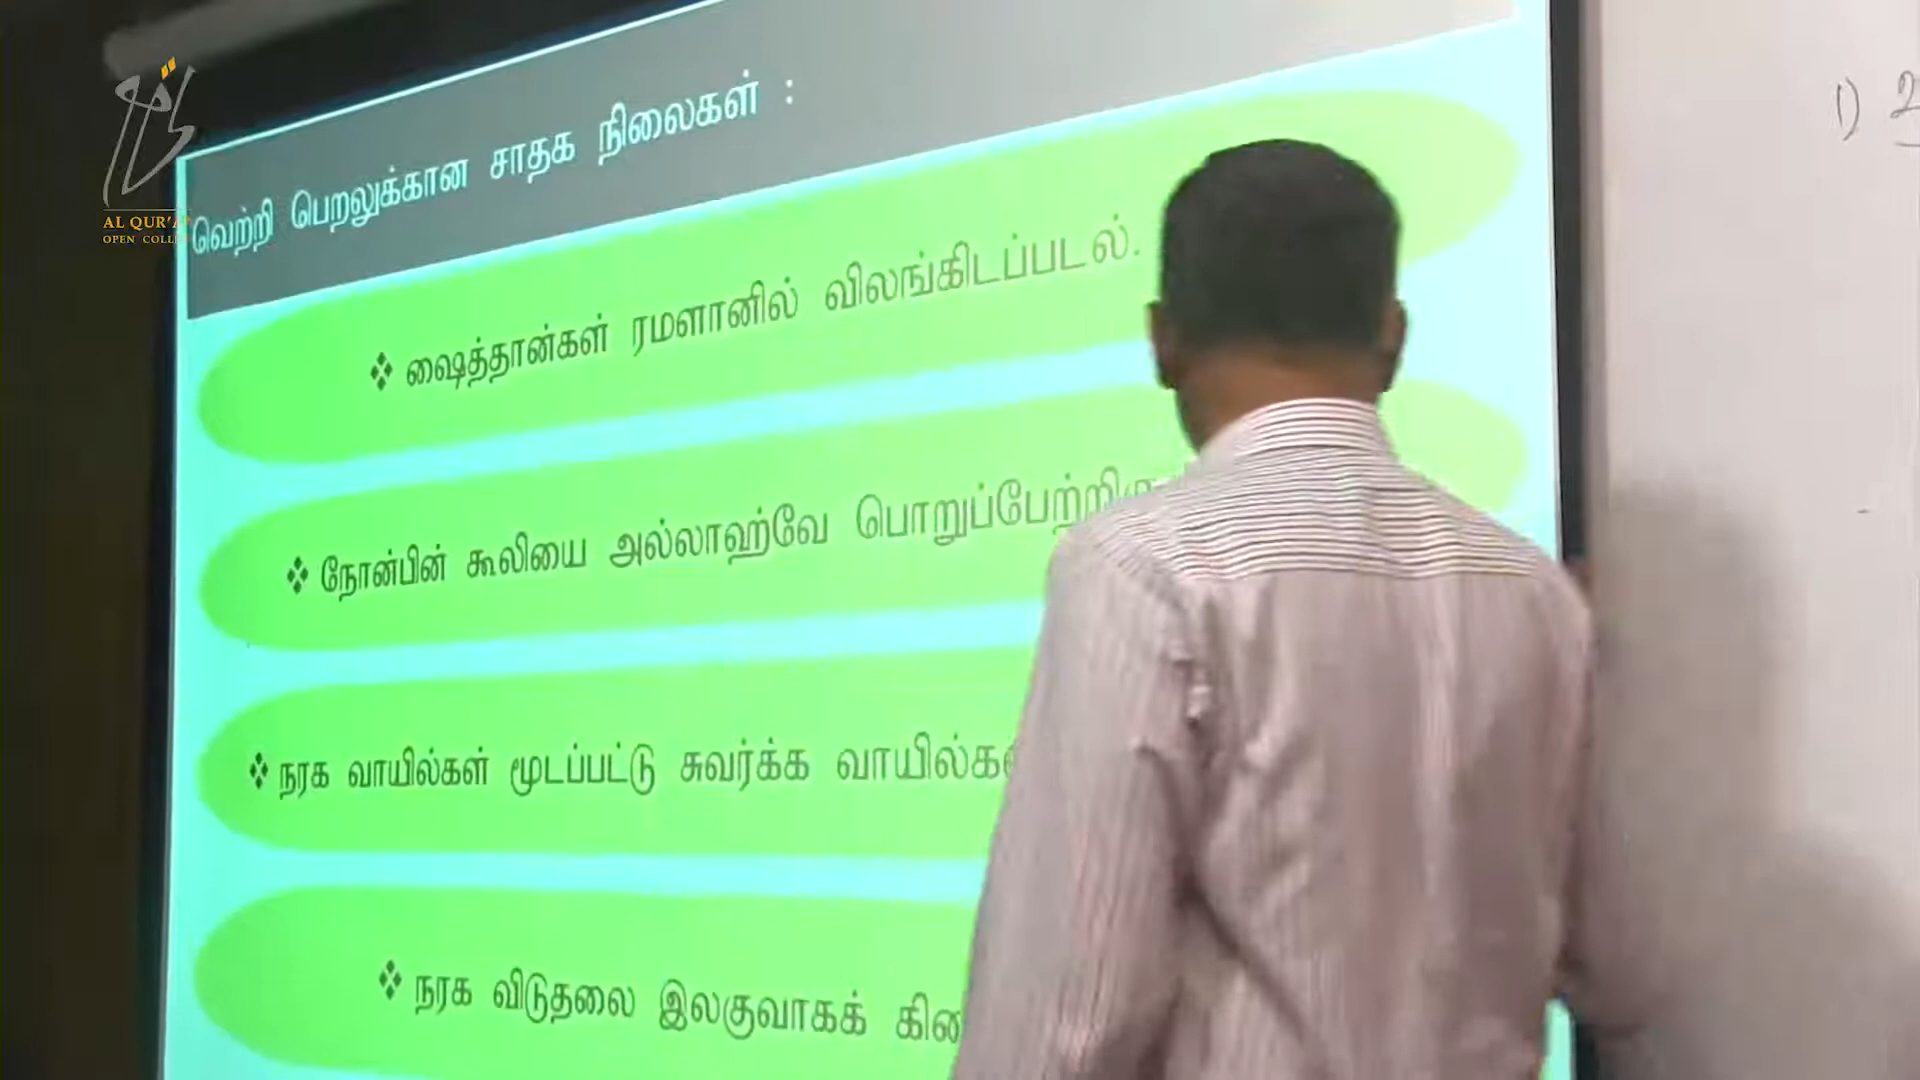 AL QUR'A
OPEN COLL
வெற்றி பெறலுக்கான சாதக நிலைகள் :
❖ ஷைத்தான்கள் ரமளானில் விலங்கிடப்படல்.
❖ நோன்பின் கூலியை அல்லாஹ்வே
❖ நரக வாயில்கள் மூடப்பட்டு சுவர்க்க
❖ நரக விடுதலை இலகுவாகக்
1)